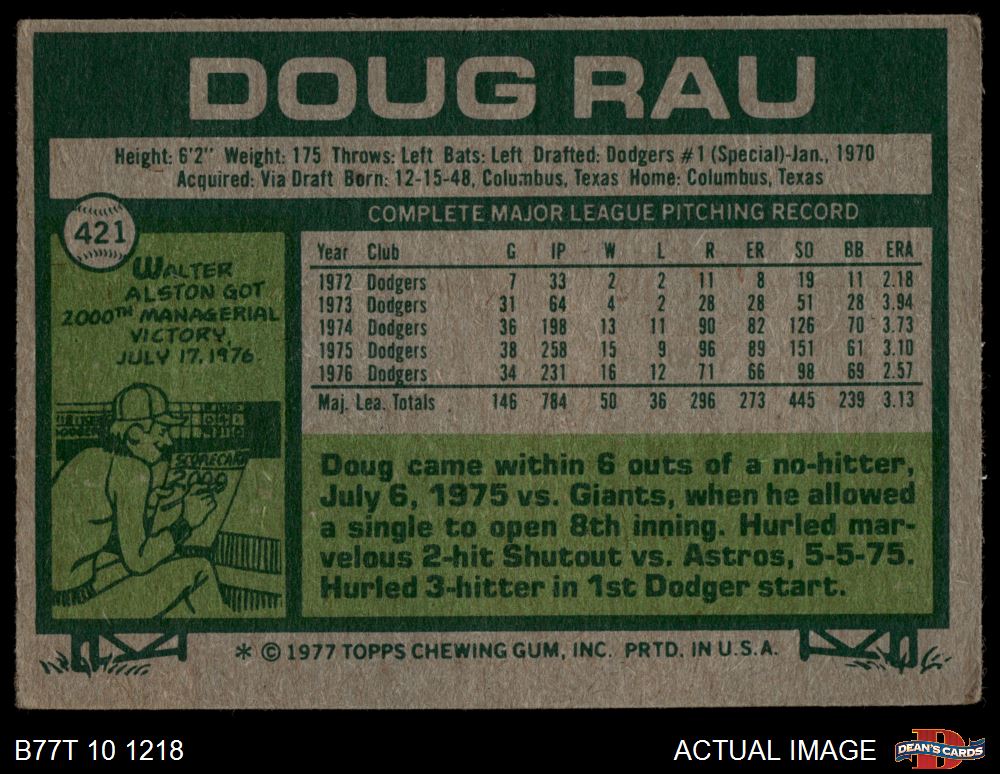 DOUG RAU
Height: 6'2" Weight: 175 Throws: Left Bats: Left Drafted: Dodgers #1 (Special)-Jan., 1970
Acquired: Via Draft Born: 12-15-48, Columbus, Texas Home: Columbus, Texas
421
WALTER
ALSTON GOT
2000TH MANAGERIAL
VICTORY,
JULY 17, 1976
SCORECARD
2000
COMPLETE MAJOR LEAGUE PITCHING RECORD
Year Club G IP W L R ER SO BB ERA
1972 Dodgers 7 33 2 2 11 8 19 11 2.18
1973 Dodgers 31 64 4 2 28 28 51 28 3.94
1974 Dodgers 36 198 13 11 90 82 126 70 3.73
1975 Dodgers 38 258 15 9 96 89 151 61 3.10
1976 Dodgers 34 231 16 12 71 66 98 69 2.57
Maj. Lea. Totals 146 784 50 36 296 273 445 239 3.13
Doug came within 6 outs of a no-hitter,
July 6, 1975 vs. Giants, when he allowed
a single to open 8th inning. Hurled mar-
velous 2-hit Shutout vs. Astros, 5-5-75.
Hurled 3-hitter in 1st Dodger start.
* © 1977 TOPPS CHEWING GUM, INC. PRTD. IN U.S.A.
B77T 10 1218
ACTUAL IMAGE
D
DEAN'S CARDS